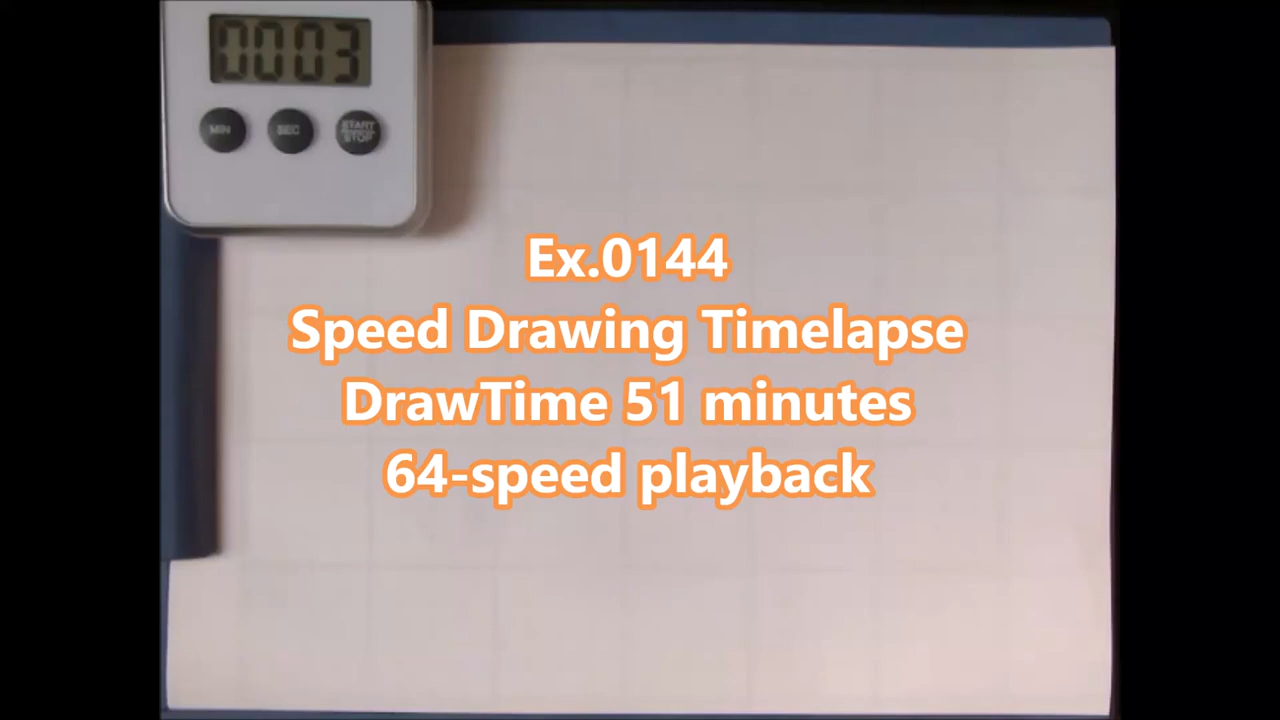 0003
MIN
SEC
START
STOP
Ex.0144
Speed Drawing Timelapse
DrawTime 51 minutes
64-speed playback